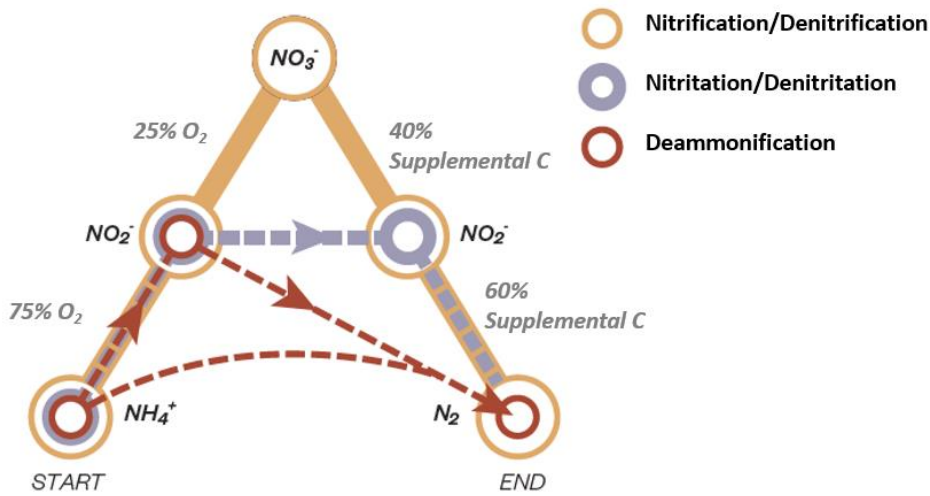 NO₃⁻
Nitrification/Denitrification
Nitritation/Denitritation
Deammonification
25% O₂
40%
Supplemental C
NO₂⁻
NO₂⁻
75% O₂
60%
Supplemental C
NH₄⁺
N₂
START
END